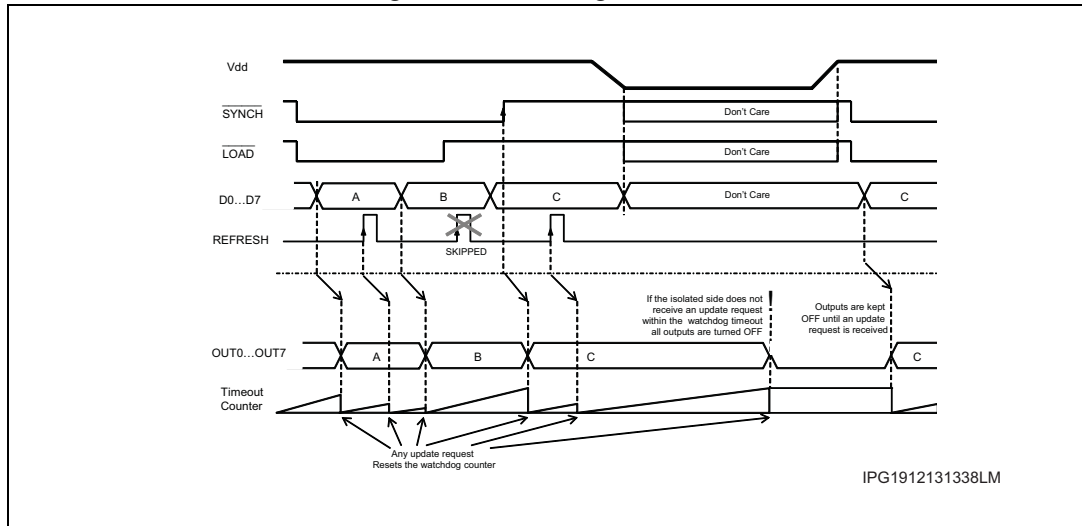 Vdd
SYNCH
Don't Care
LOAD
Don't Care
D0...D7
A
B
C
Don't Care
C
REFRESH
SKIPPED
If the isolated side does not
receive an update request
within the watchdog timeout
all outputs are turned OFF
Outputs are kept
OFF until an update
request is received
OUT0...OUT7
A
B
C
C
Timeout
Counter
Any update request
Resets the watchdog counter
IPG1912131338LM